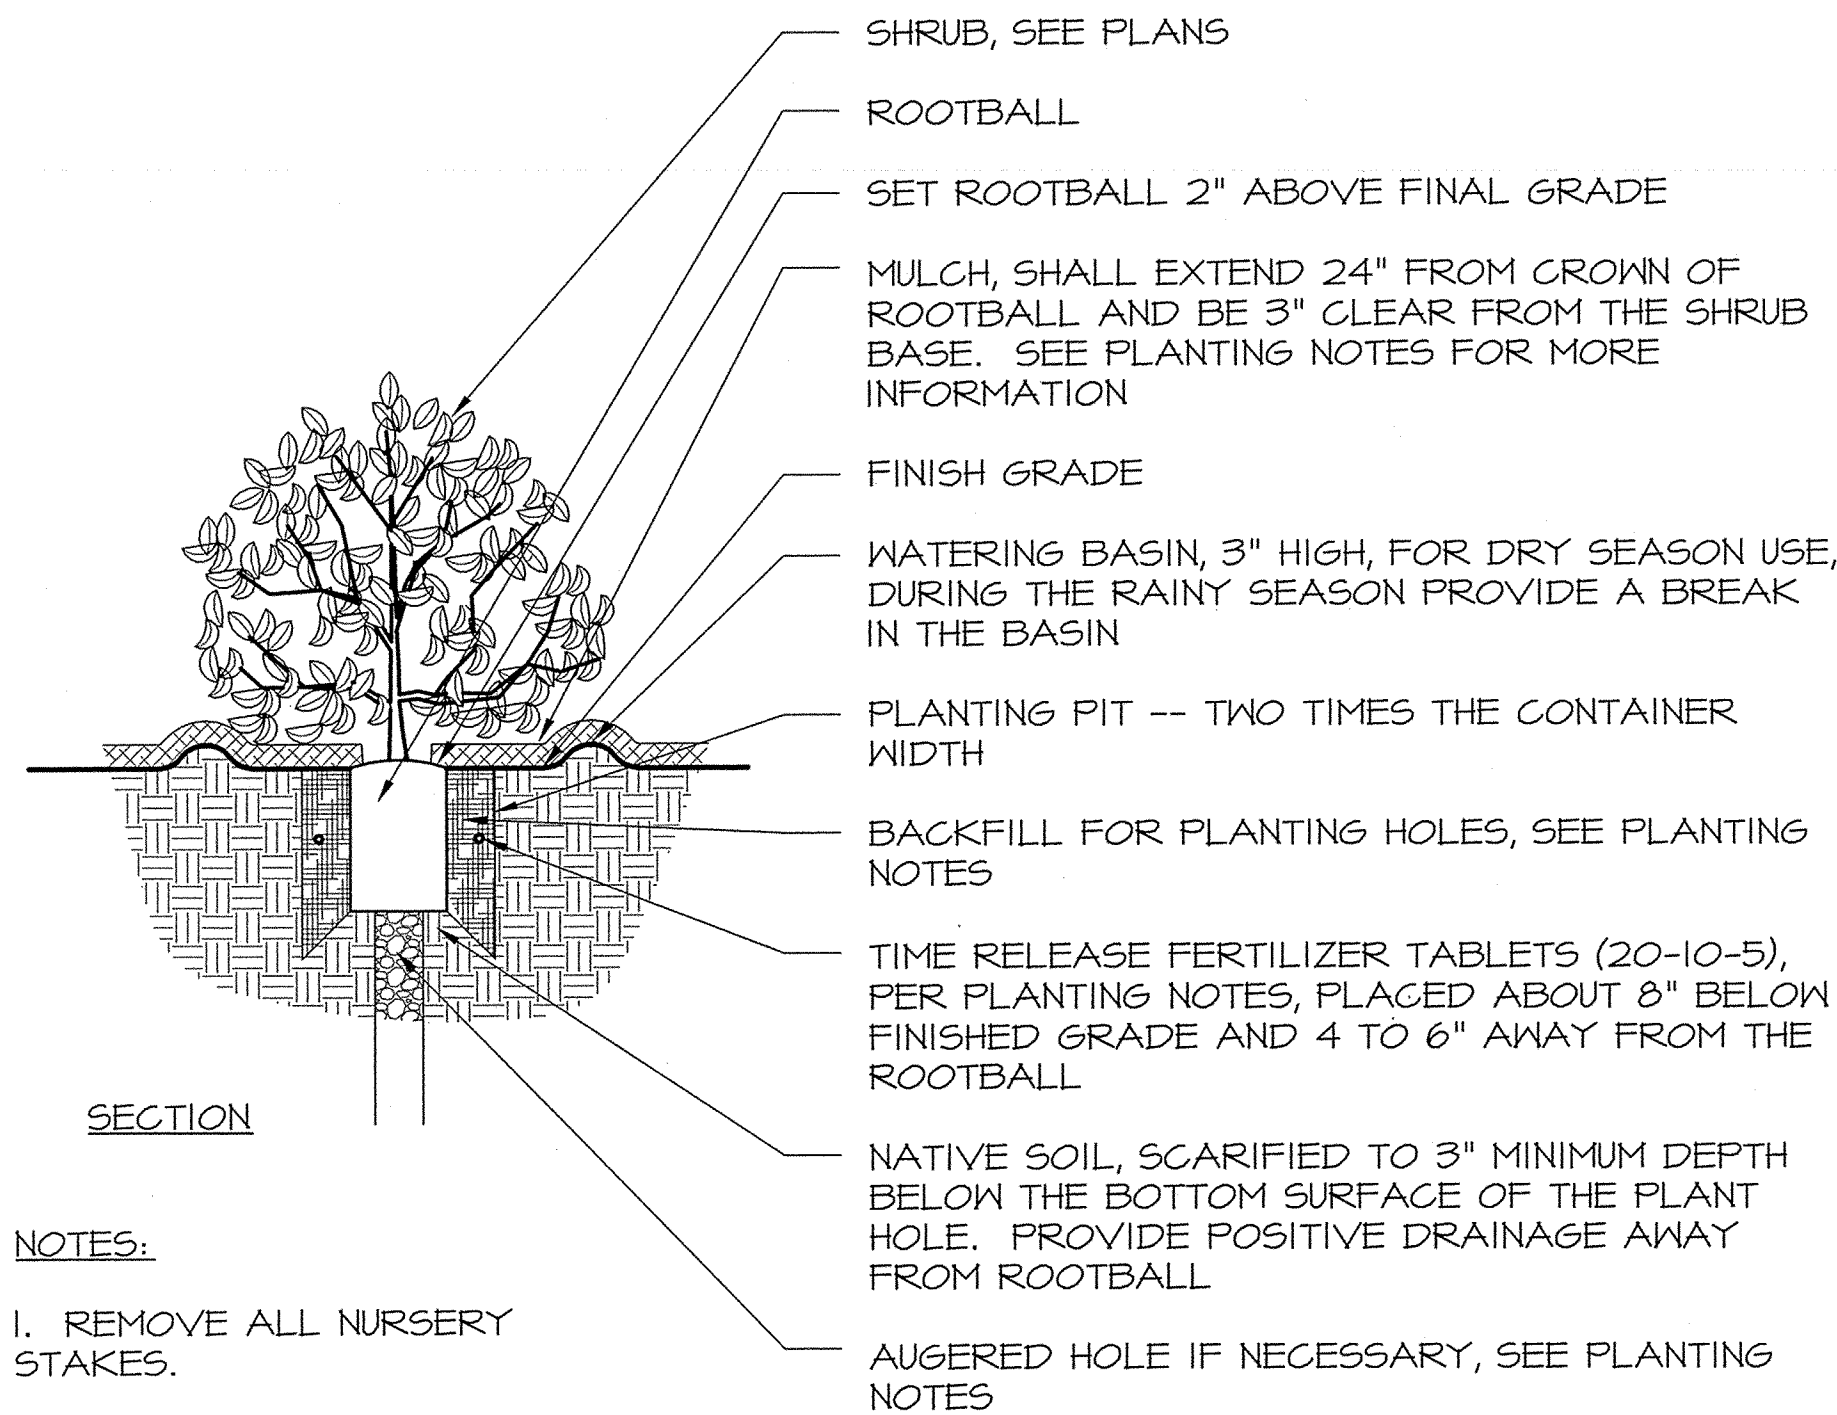 SHRUB, SEE PLANS
ROOTBALL
SET ROOTBALL 2" ABOVE FINAL GRADE
MULCH, SHALL EXTEND 24" FROM CROWN OF
ROOTBALL AND BE 3" CLEAR FROM THE SHRUB
BASE. SEE PLANTING NOTES FOR MORE
INFORMATION
FINISH GRADE
WATERING BASIN, 3" HIGH, FOR DRY SEASON USE,
DURING THE RAINY SEASON PROVIDE A BREAK
IN THE BASIN
PLANTING PIT -- TWO TIMES THE CONTAINER
WIDTH
BACKFILL FOR PLANTING HOLES, SEE PLANTING
NOTES
TIME RELEASE FERTILIZER TABLETS (20-10-5),
PER PLANTING NOTES, PLACED ABOUT 8" BELOW
FINISHED GRADE AND 4 TO 6" AWAY FROM THE
ROOTBALL
NATIVE SOIL, SCARIFIED TO 3" MINIMUM DEPTH
BELOW THE BOTTOM SURFACE OF THE PLANT
HOLE. PROVIDE POSITIVE DRAINAGE AWAY
FROM ROOTBALL
AUGERED HOLE IF NECESSARY, SEE PLANTING
NOTES
SECTION
NOTES:
1. REMOVE ALL NURSERY
STAKES.